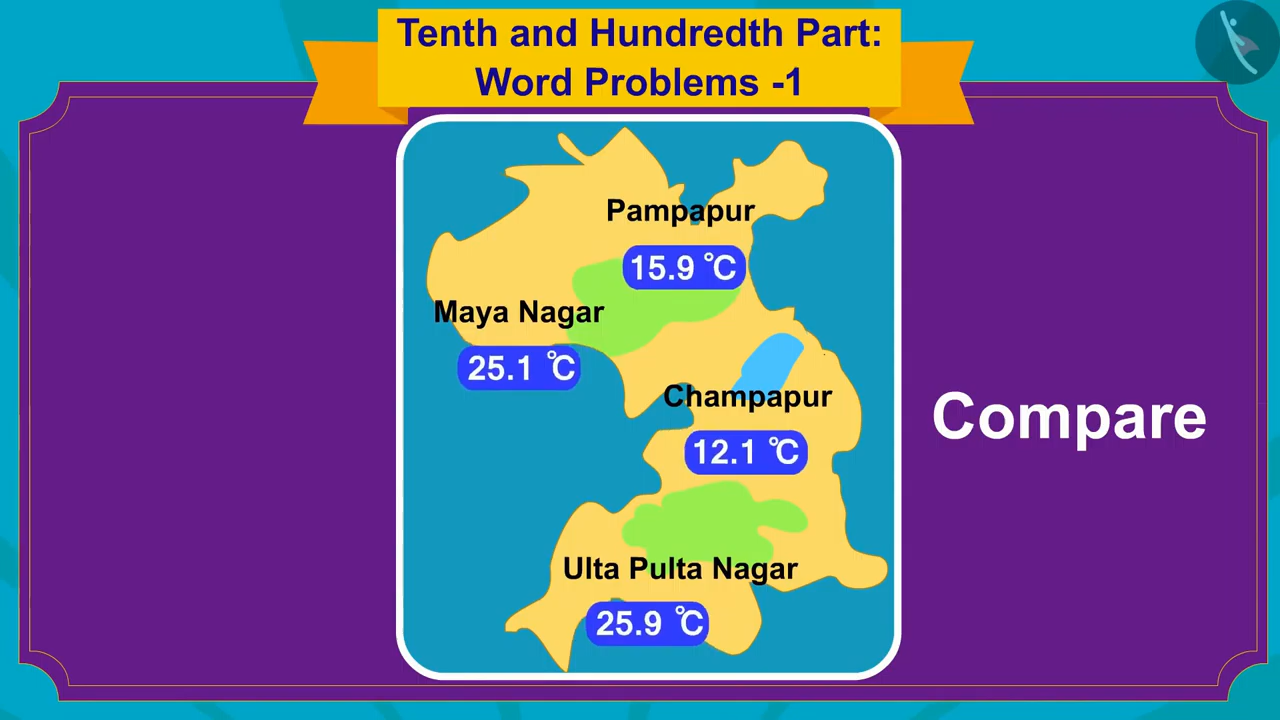 Tenth and Hundredth Part:
Word Problems -1
Pampapur
15.9 ℃
Maya Nagar
25.1 ℃
Champapur
12.1 ℃
Compare
Ulta Pulta Nagar
25.9 ℃